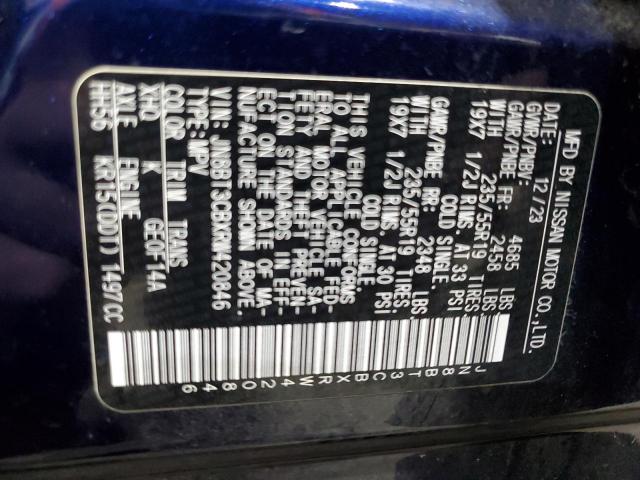 MFD BY NISSAN MOTOR CO.,LTD.
DATE: 12/23
GVWR/PNBV: 4685 LBS
GAWR/PNBE FR: 2458 LBS
WITH 235/55R19 TIRES,
19X7 1/2J RIMS, AT 33 PSI
COLD SINGLE.
GAWR/PNBE RR: 2348 LBS
WITH 235/55R19 TIRES,
19X7 1/2J RIMS, AT 30 PSI
COLD SINGLE.
THIS VEHICLE CONFORMS
TO ALL APPLICABLE FED-
ERAL MOTOR VEHICLE SA-
FETY AND THEFT PREVEN-
TION STANDARDS IN EFF-
ECT ON THE DATE OF MA-
NUFACTURE SHOWN ABOVE.
JN8BT3CBXRW420846
TYPE: MPV
COLOR TRIM TRANS
XHQ K GE0F14A
AXLE ENGINE
HH56 KR15(DDT) 1497CC
JN8BT3CBXRW420846